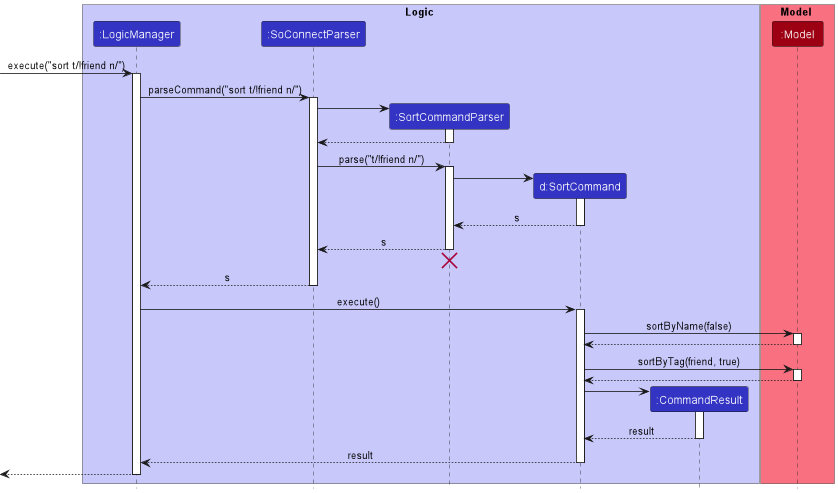 Logic
Model
:LogicManager
:SoConnectParser
:Model
execute("sort t/!friend n/")
parseCommand("sort t/!friend n/")
:SortCommandParser
parse("t/!friend n/")
d:SortCommand
s
s
s
execute()
sortByName(false)
sortByTag(friend, true)
:CommandResult
result
result